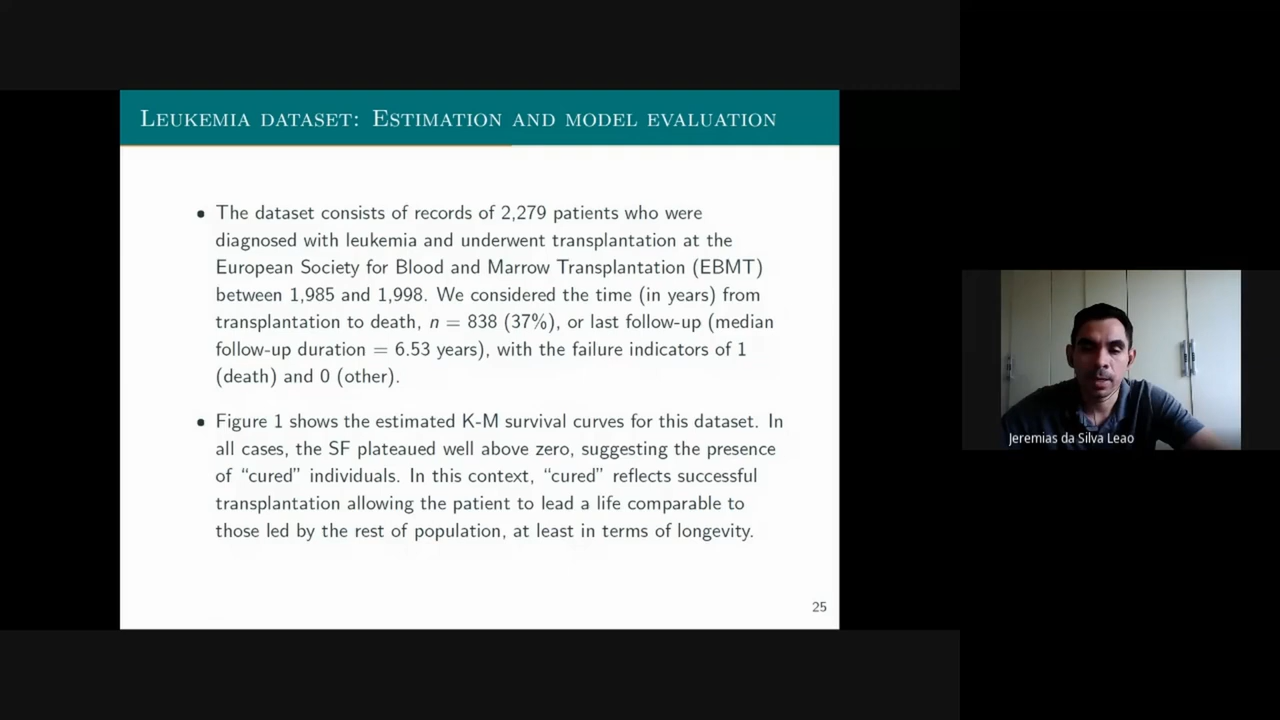 Leukemia dataset: Estimation and model evaluation
• The dataset consists of records of 2,279 patients who were
diagnosed with leukemia and underwent transplantation at the
European Society for Blood and Marrow Transplantation (EBMT)
between 1,985 and 1,998. We considered the time (in years) from
transplantation to death, n = 838 (37%), or last follow-up (median
follow-up duration = 6.53 years), with the failure indicators of 1
(death) and 0 (other).
• Figure 1 shows the estimated K-M survival curves for this dataset. In
all cases, the SF plateaued well above zero, suggesting the presence
of “cured” individuals. In this context, “cured” reflects successful
transplantation allowing the patient to lead a life comparable to
those led by the rest of population, at least in terms of longevity.
25
Jeremias da Silva Leao